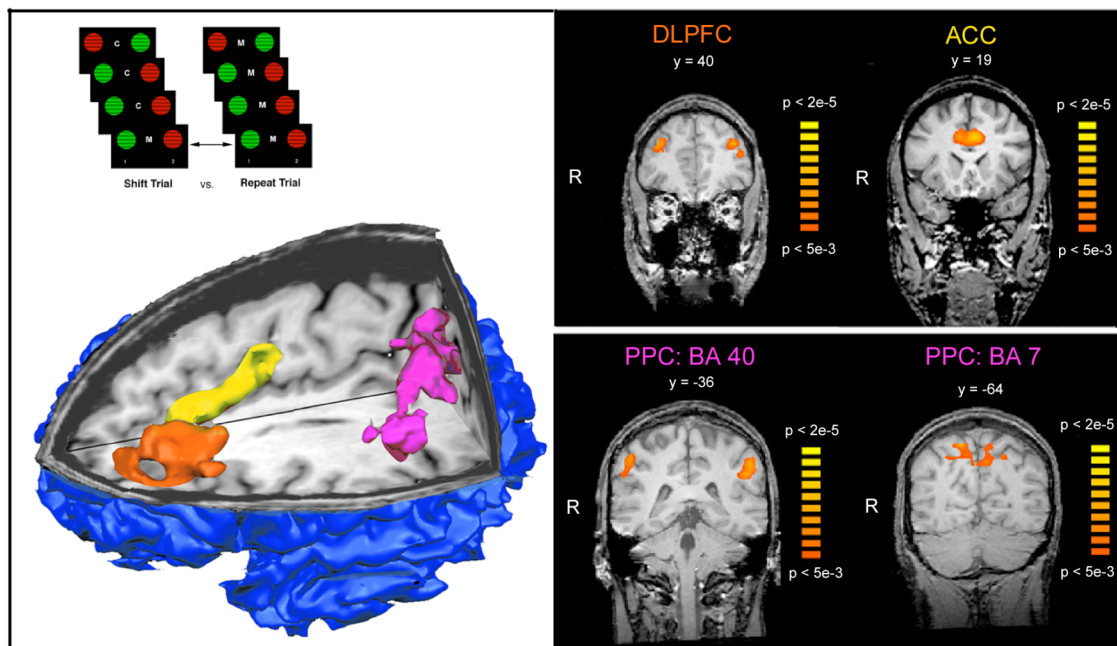 C M
C M
C M
M M
1 2 1 2
Shift Trial vs. Repeat Trial
DLPFC
y = 40
p < 2e-5
R
p < 5e-3
ACC
y = 19
p < 2e-5
R
p < 5e-3
PPC: BA 40
y = -36
p < 2e-5
R
p < 5e-3
PPC: BA 7
y = -64
p < 2e-5
R
p < 5e-3